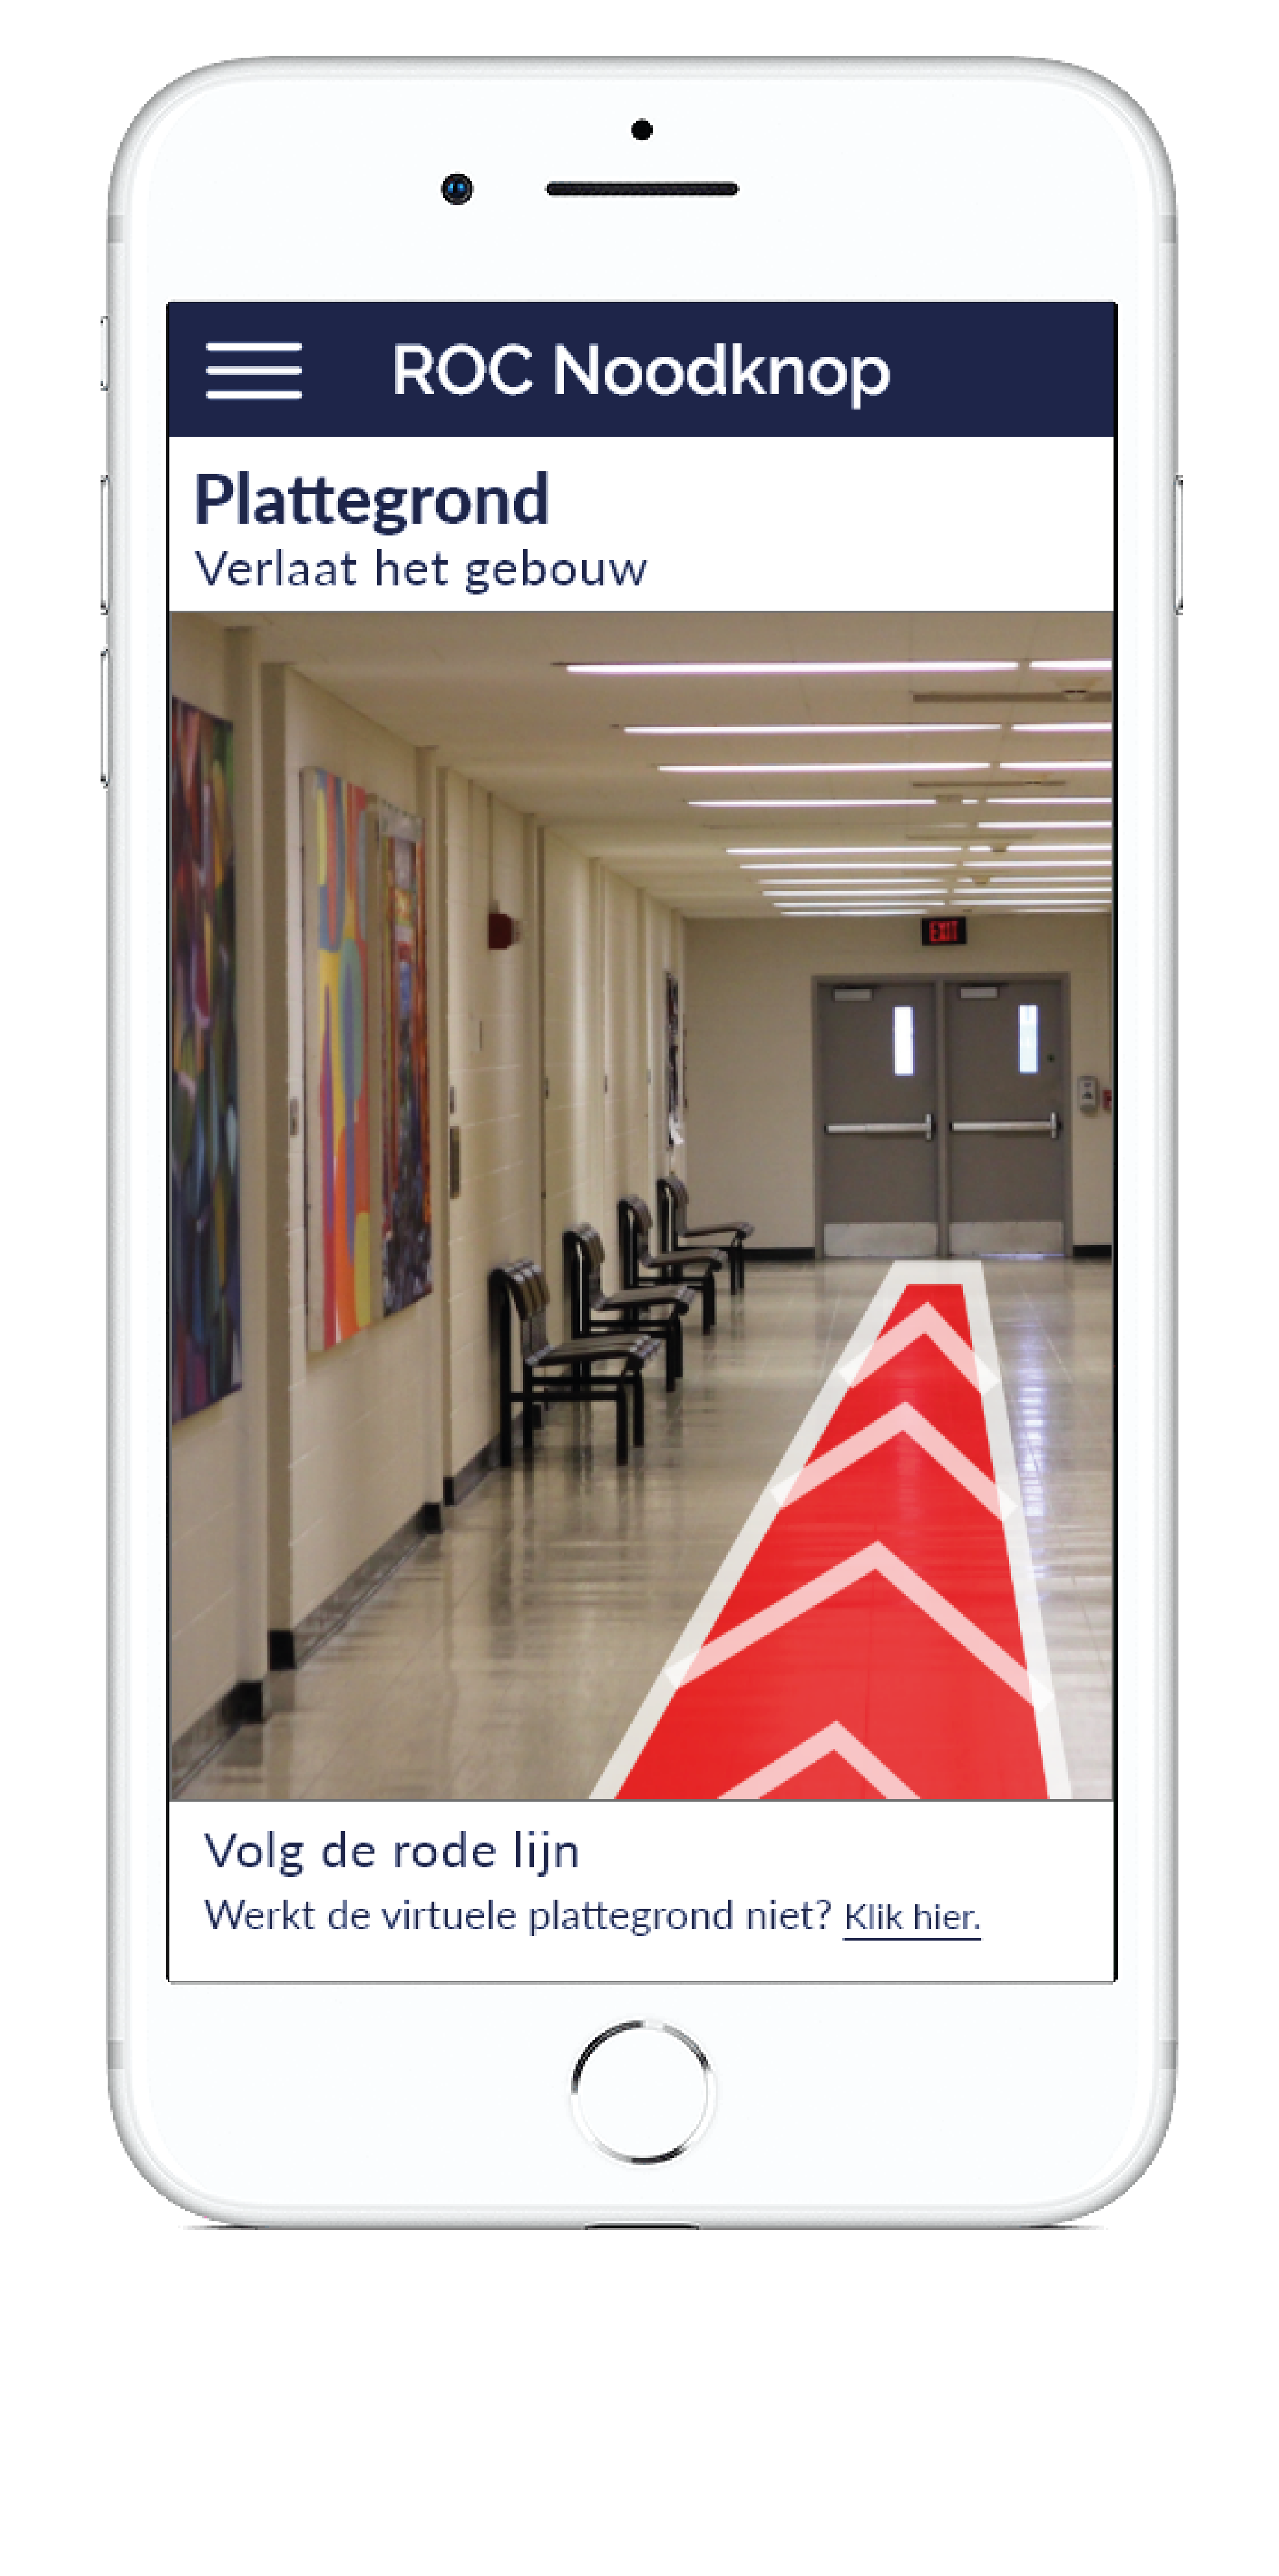 ROC Noodknop
Plattegrond
Verlaat het gebouw
EXIT
Volg de rode lijn
Werkt de virtuele plattegrond niet? Klik hier.